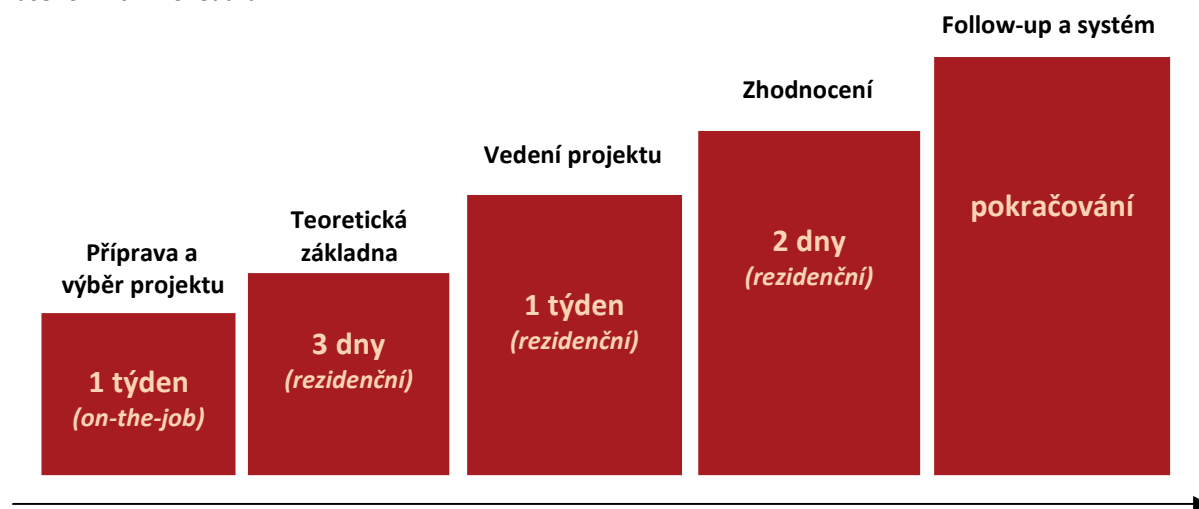 Příprava a
výběr projektu
1 týden
(on-the-job)
Teoretická
základna
3 dny
(rezidenční)
Vedení projektu
1 týden
(rezidenční)
Zhodnocení
2 dny
(rezidenční)
Follow-up a systém
pokračování